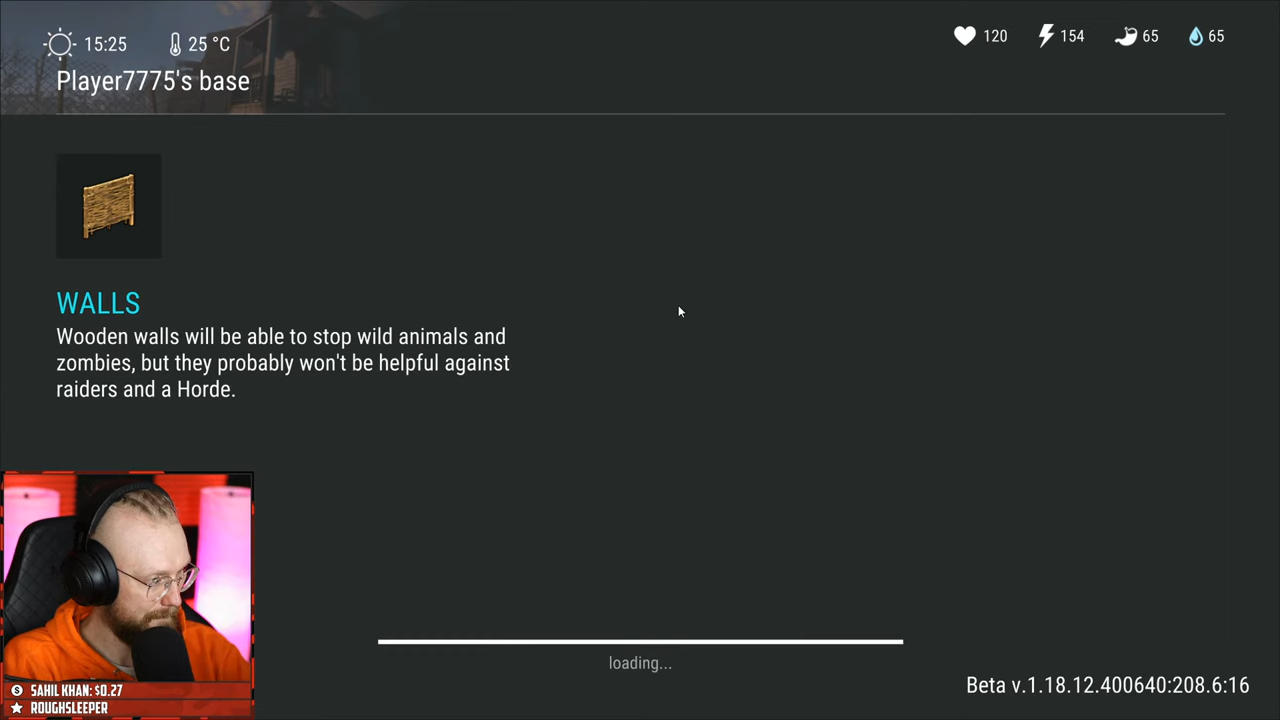 15:25 25 °C 120 154 65 65
Player7775's base
WALLS
Wooden walls will be able to stop wild animals and
zombies, but they probably won't be helpful against
raiders and a Horde.
loading...
Beta v.1.18.12.400640:208.6:16
S SAHIL KHAN: $0.27
ROUGHSLEEPER